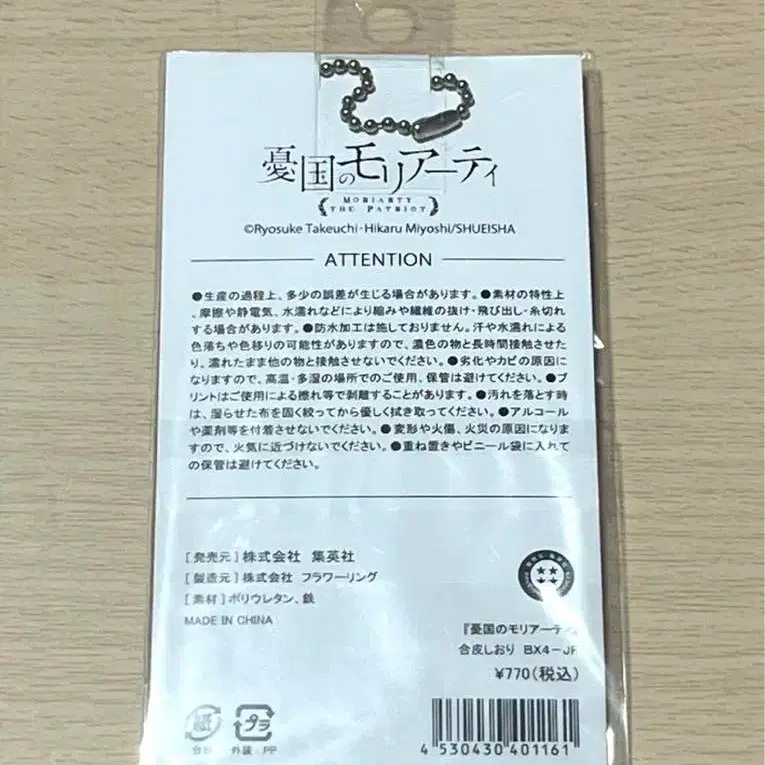 憂国のモリアーティ
MORIARTY
THE PATRIOT
©Ryosuke Takeuchi・Hikaru Miyoshi/SHUEISHA
ATTENTION
●生産の過程上、多少の誤差が生じる場合があります。●素材の特性上
、摩擦や静電気、水濡れなどにより縮みや繊維の抜け・飛び出し・糸切れ
する場合があります。●防水加工は施しておりません。汗や水濡れによる
色落ちや色移りの可能性がありますので、濃色の物と長時間接触させた
り、濡れたまま他の物と接触させないでください。●劣化やカビの原因に
なりますので、高温・多湿の場所でのご使用、保管は避けてください。●プ
リントはご使用による擦れ等で剥離することがあります。●汚れを落とす時
は、湿らせた布を固く絞ってから優しく拭き取ってください。●アルコール
や薬剤等を付着させないでください。●変形や火傷、火災の原因になりま
すので、火気に近づけないでください。●重ね置きやビニール袋に入れて
の保管は避けてください。
[発売元]株式会社 集英社
[製造元]株式会社 フラワーリング
[素材]ポリウレタン、鉄
MADE IN CHINA
『憂国のモリアーティ』
合皮しおり BX4-JF
¥770(税込)
紙
台紙
プラ
外装:PP
4 530430 401161